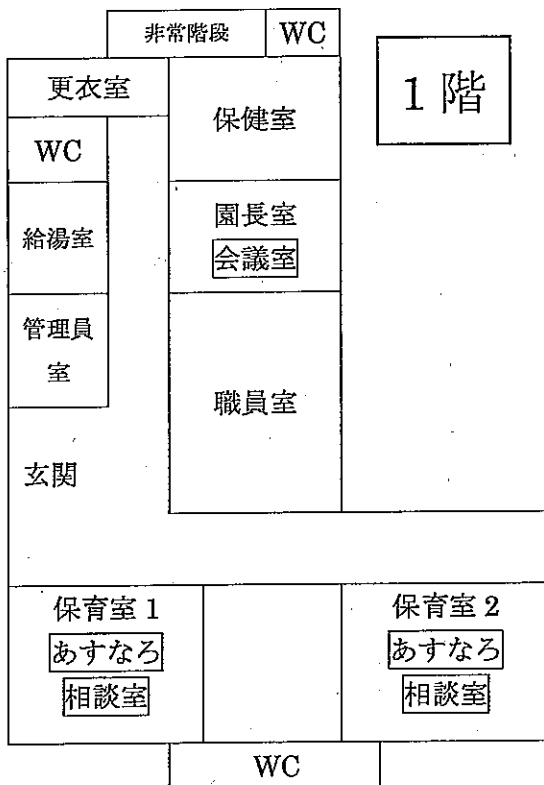 非常階段
WC
1階
更衣室
保健室
WC
給湯室
園長室
会議室
管理員
室
職員室
玄関
保育室1
あすなろ
相談室
保育室2
あすなろ
相談室
WC